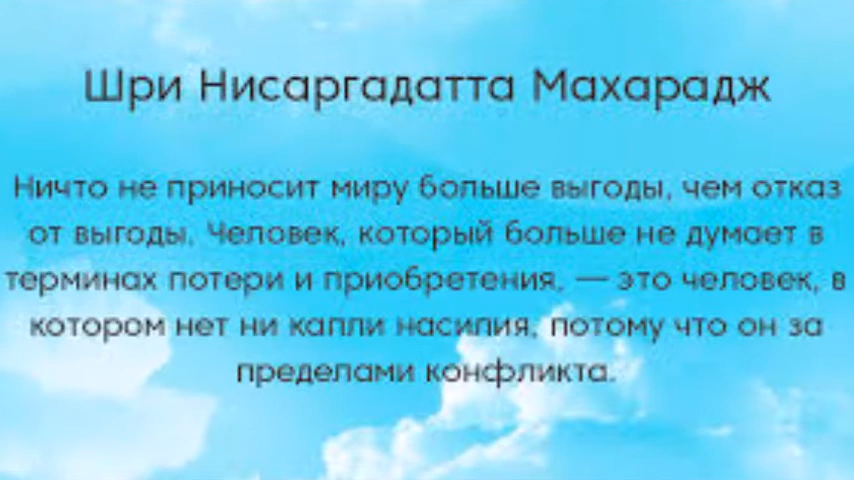 Шри Нисаргадатта Махарадж
Ничто не приносит миру больше выгоды, чем отказ
от выгоды. Человек, который больше не думает в
терминах потери и приобретения, — это человек, в
котором нет ни капли насилия, потому что он за
пределами конфликта.